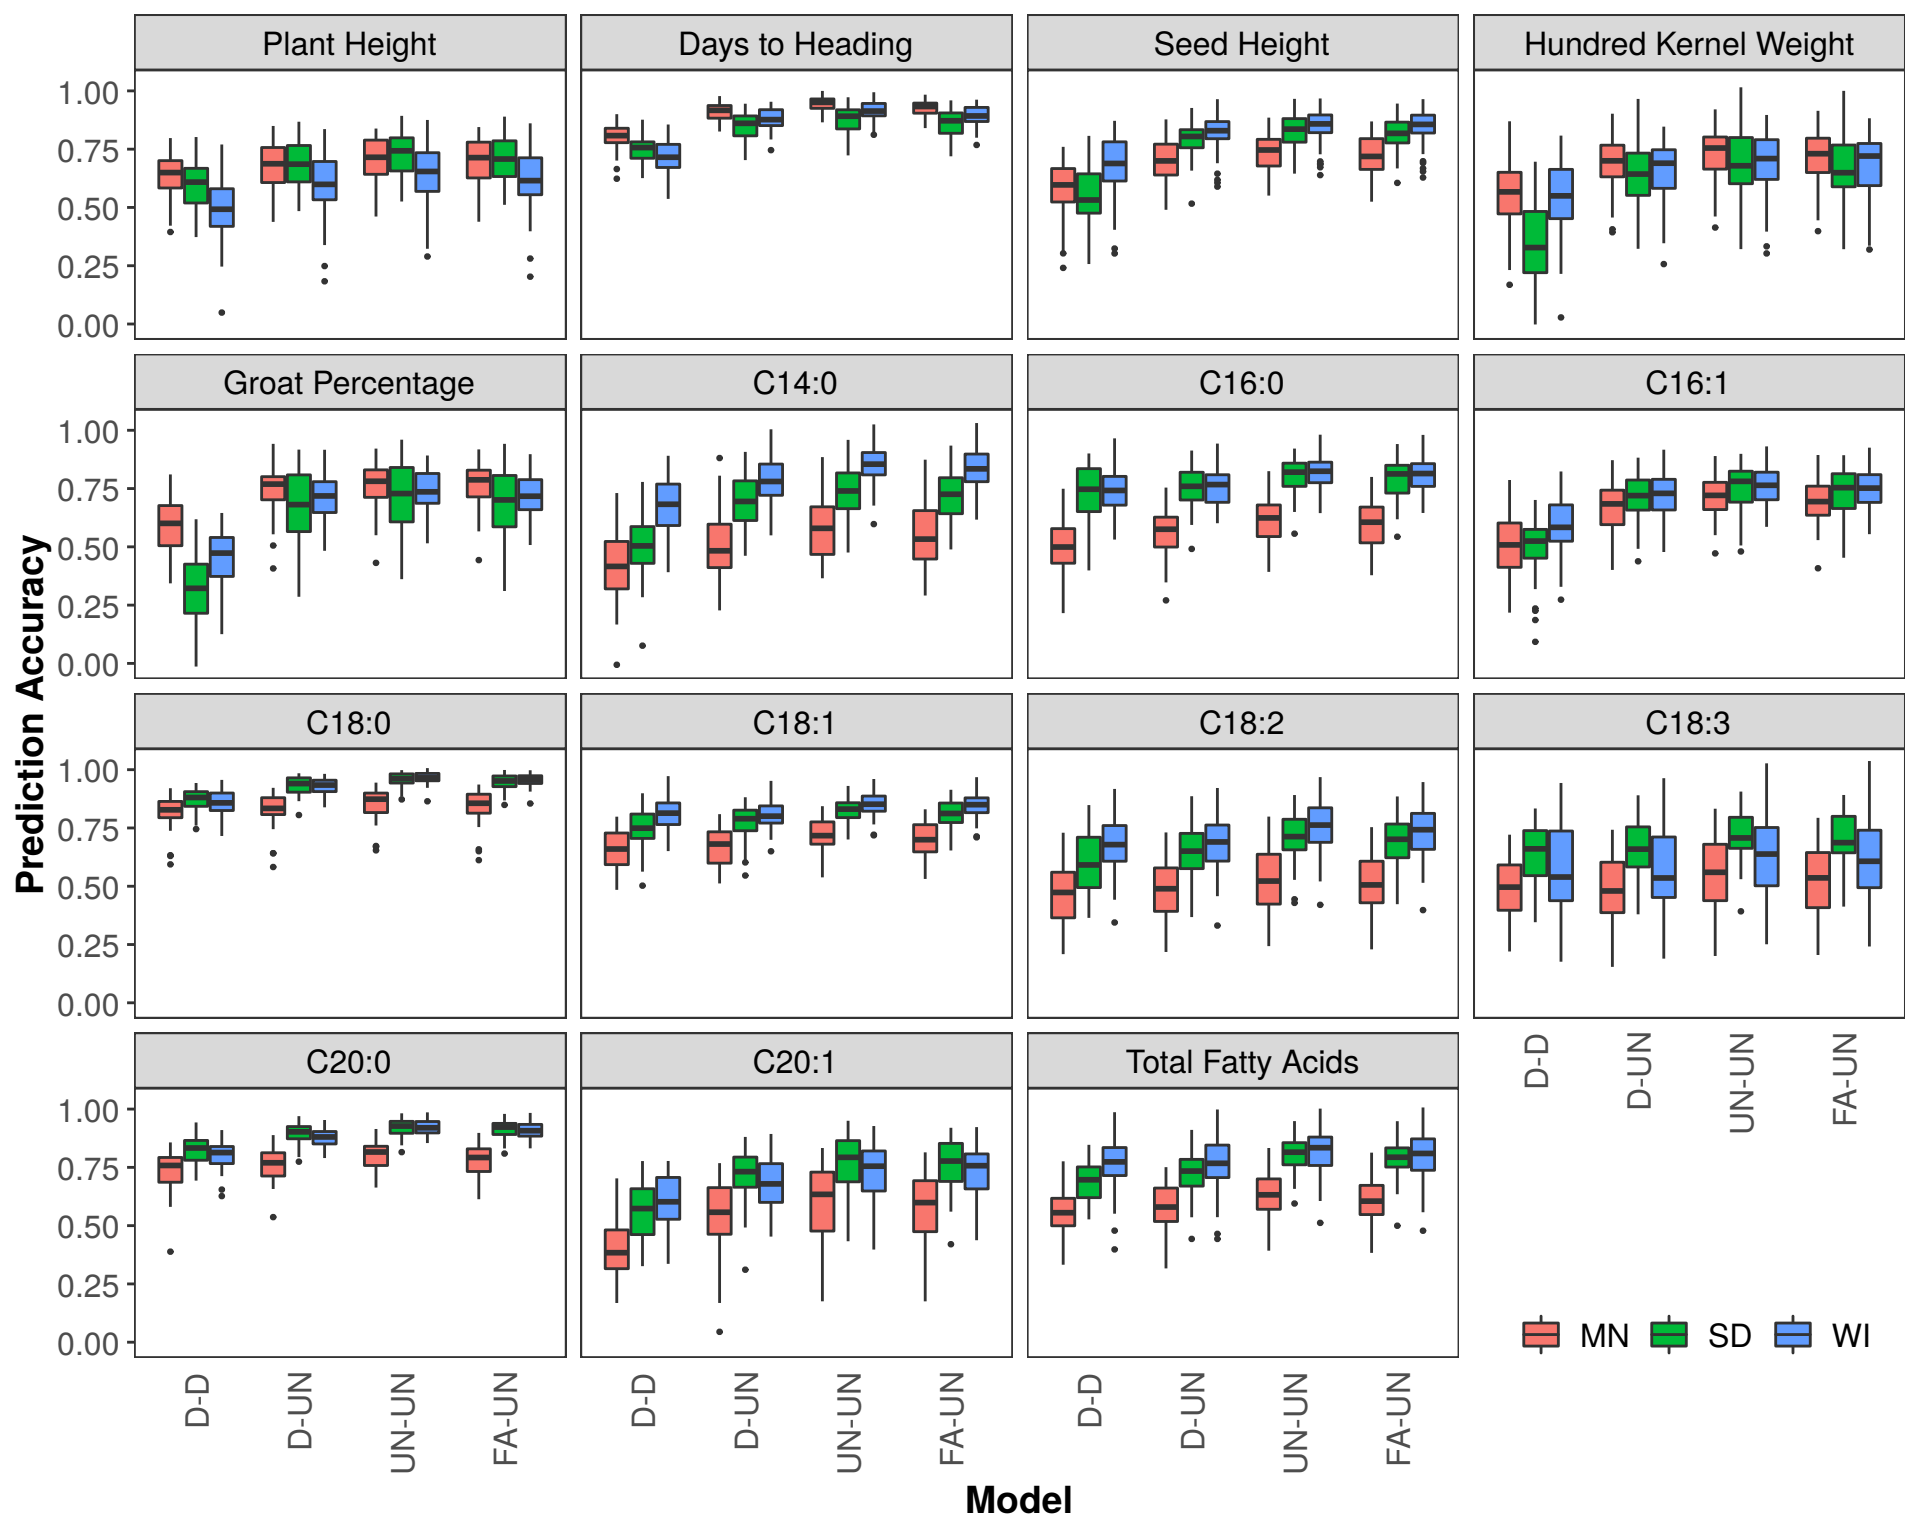 Plant Height
Days to Heading
Seed Height
Hundred Kernel Weight
1.00
0.75
0.50
0.25
0.00
Groat Percentage
C14:0
C16:0
C16:1
1.00
0.75
0.50
0.25
0.00
C18:0
C18:1
C18:2
C18:3
1.00
0.75
0.50
0.25
0.00
C20:0
C20:1
Total Fatty Acids
1.00
0.75
0.50
0.25
0.00
Prediction Accuracy
D-D
D-UN
UN-UN
FA-UN
MN
SD
WI
D-D
D-UN
UN-UN
FA-UN
D-D
D-UN
UN-UN
FA-UN
D-D
D-UN
UN-UN
FA-UN
Model